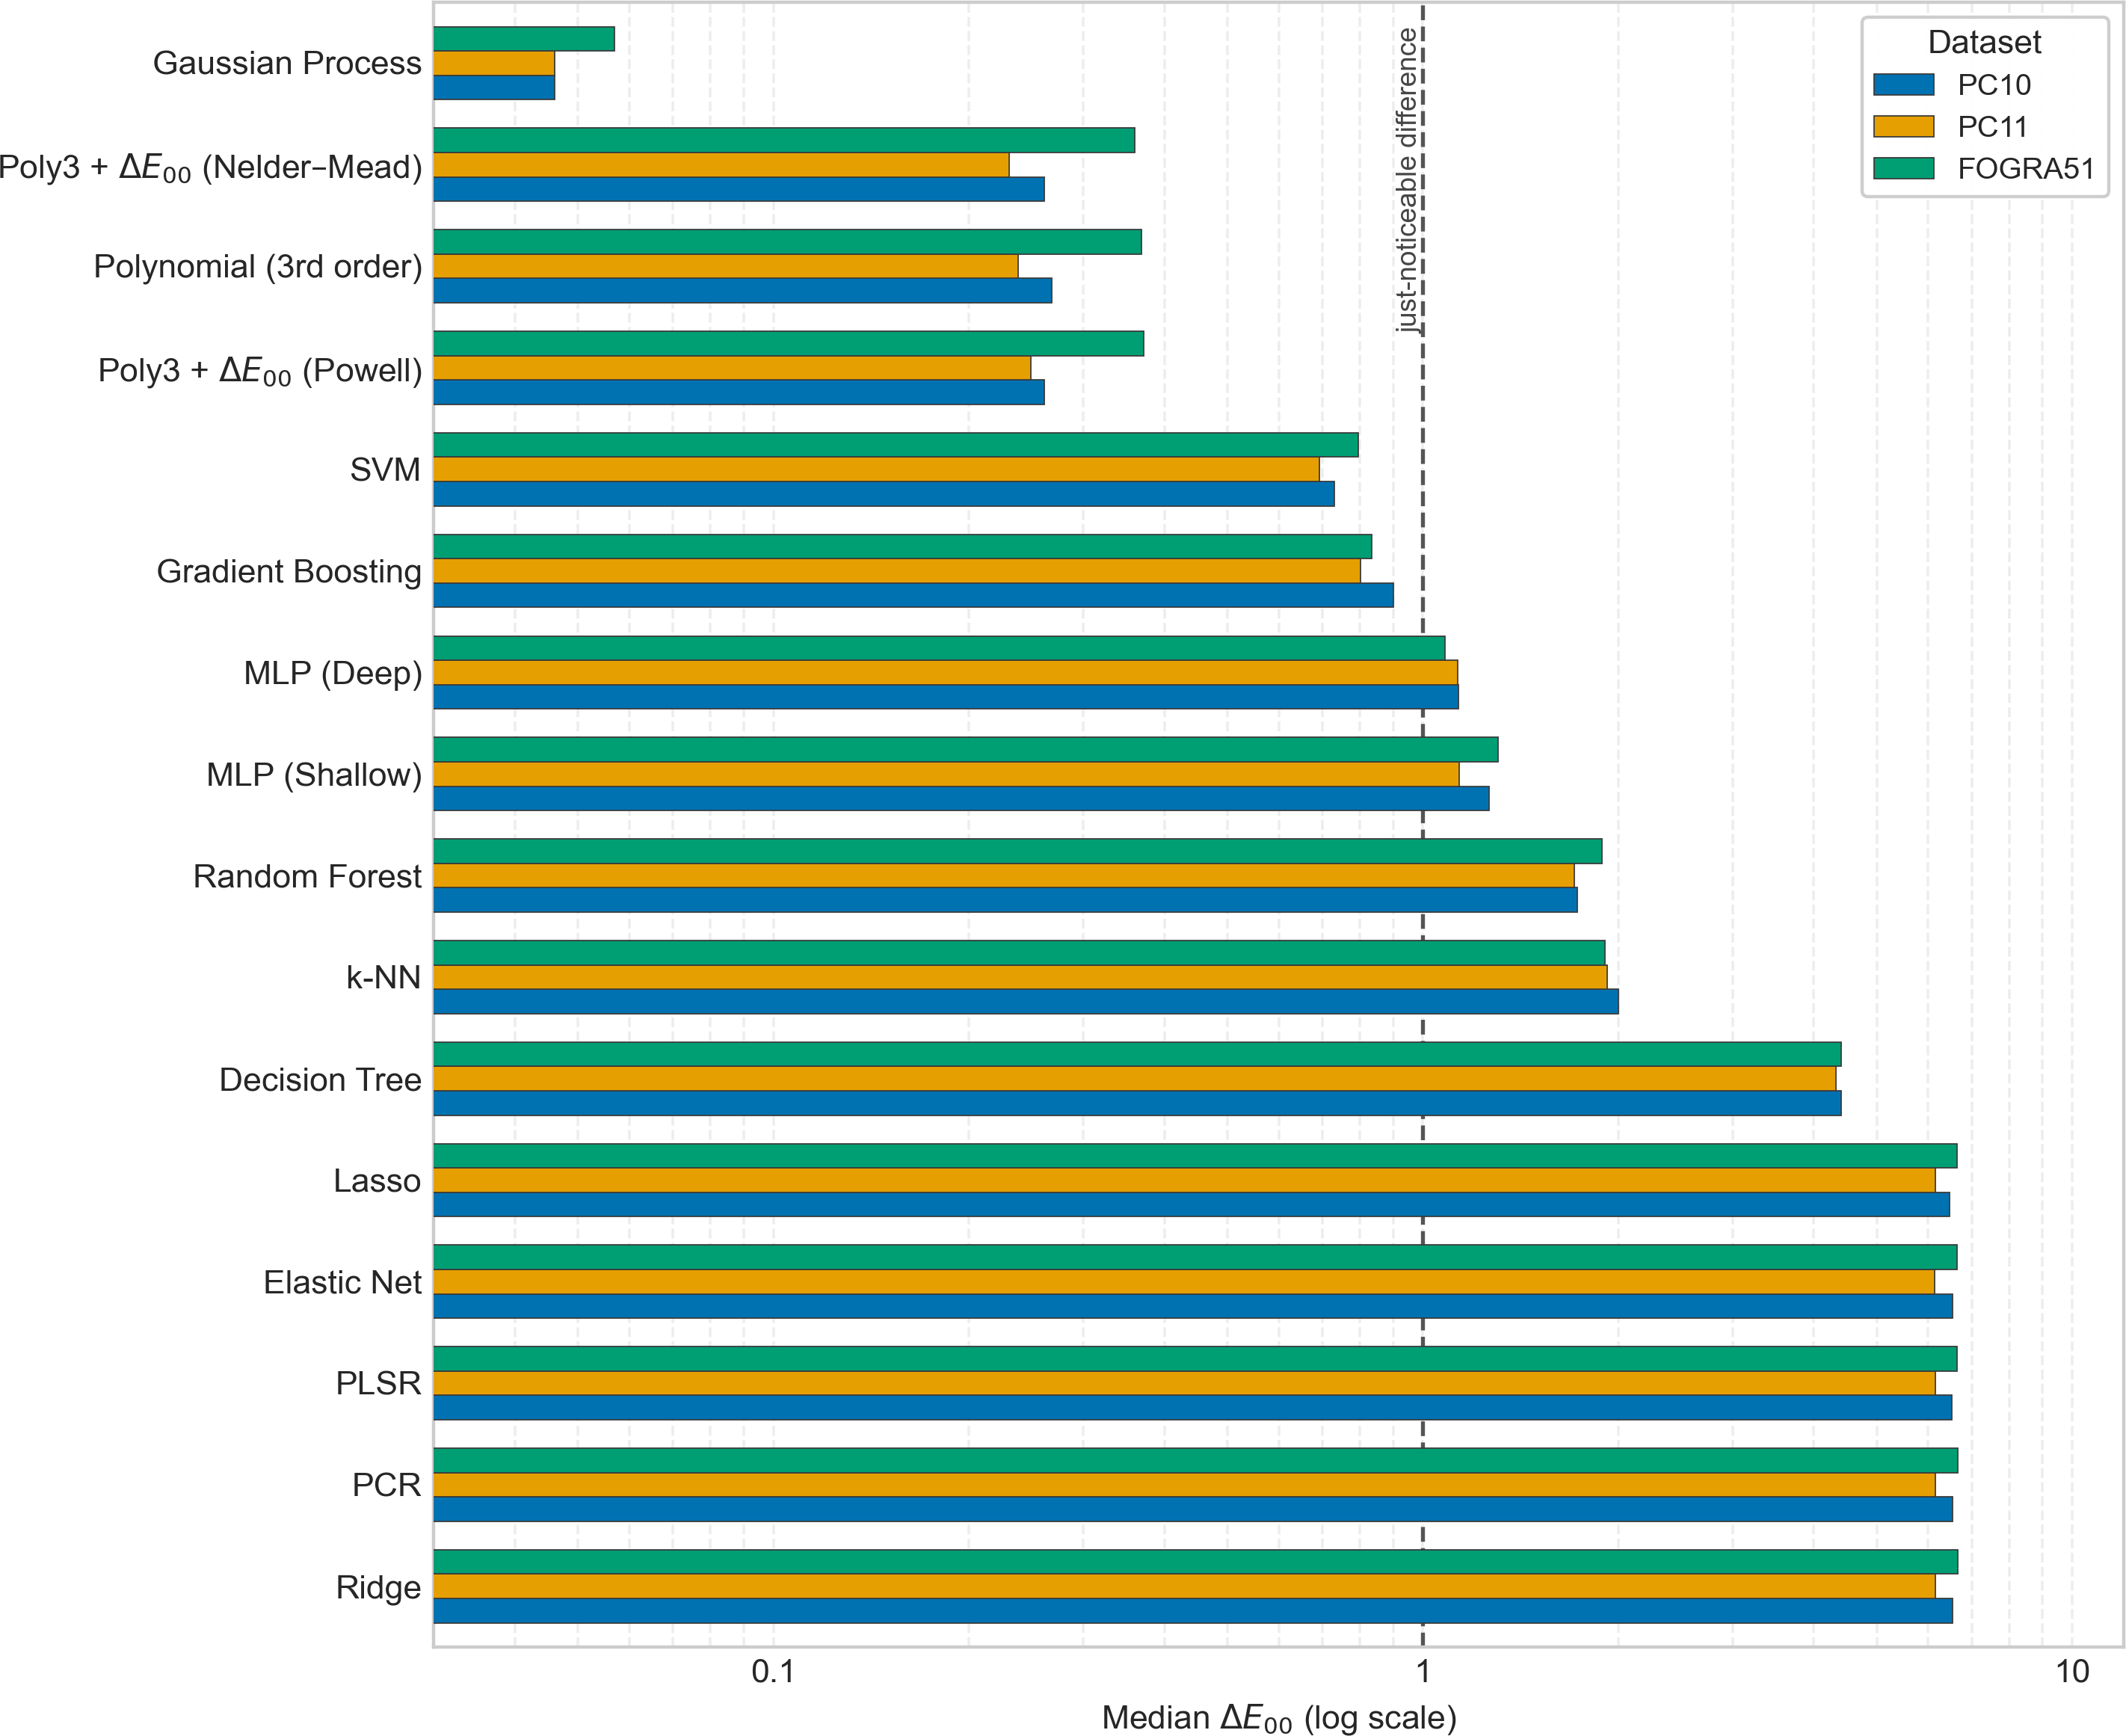 Dataset
PC10
PC11
FOGRA51
just-noticeable difference
Gaussian Process
Poly3 + ΔE₀₀ (Nelder–Mead)
Polynomial (3rd order)
Poly3 + ΔE₀₀ (Powell)
SVM
Gradient Boosting
MLP (Deep)
MLP (Shallow)
Random Forest
k-NN
Decision Tree
Lasso
Elastic Net
PLSR
PCR
Ridge
0.1 1 10
Median ΔE₀₀ (log scale)